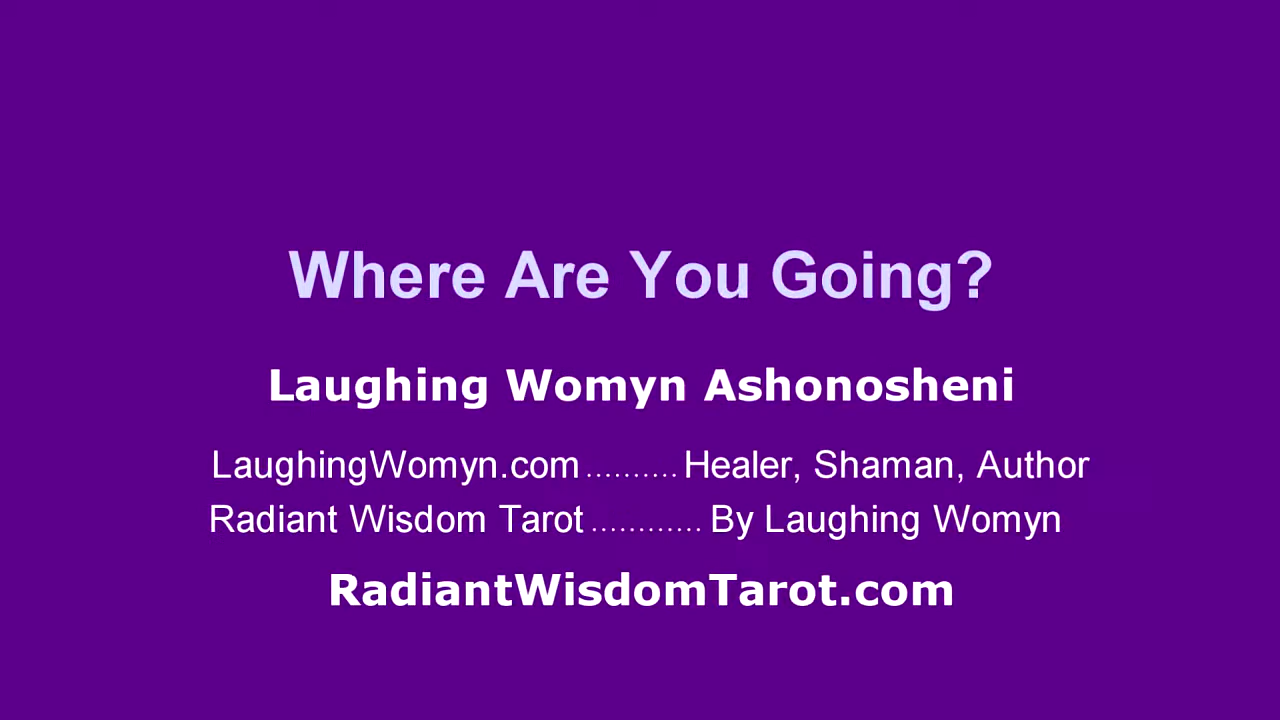 Where Are You Going?
Laughing Womyn Ashonosheni
LaughingWomyn.com .......... Healer, Shaman, Author
Radiant Wisdom Tarot ............ By Laughing Womyn
RadiantWisdomTarot.com